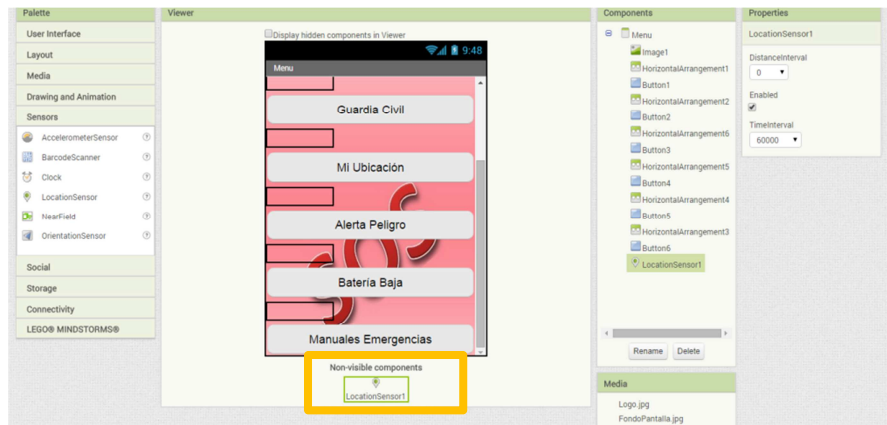 Palette
User Interface
Layout
Media
Drawing and Animation
Sensors
AccelerometerSensor
BarcodeScanner
Clock
LocationSensor
NearField
OrientationSensor
Social
Storage
Connectivity
LEGO® MINDSTORMS®
Viewer
Display hidden components in Viewer
9:48
Menu
Guardia Civil
Mi Ubicación
Alerta Peligro
Batería Baja
Manuales Emergencias
SOS
Non-visible components
LocationSensor1
Components
Menu
Image1
HorizontalArrangement1
Button1
HorizontalArrangement2
Button2
HorizontalArrangement6
Button3
HorizontalArrangement5
Button4
HorizontalArrangement4
Button5
HorizontalArrangement3
Button6
LocationSensor1
Rename Delete
Media
Logo.jpg
FondoPantalla.jpg
Properties
LocationSensor1
DistanceInterval
0
Enabled
TimeInterval
60000